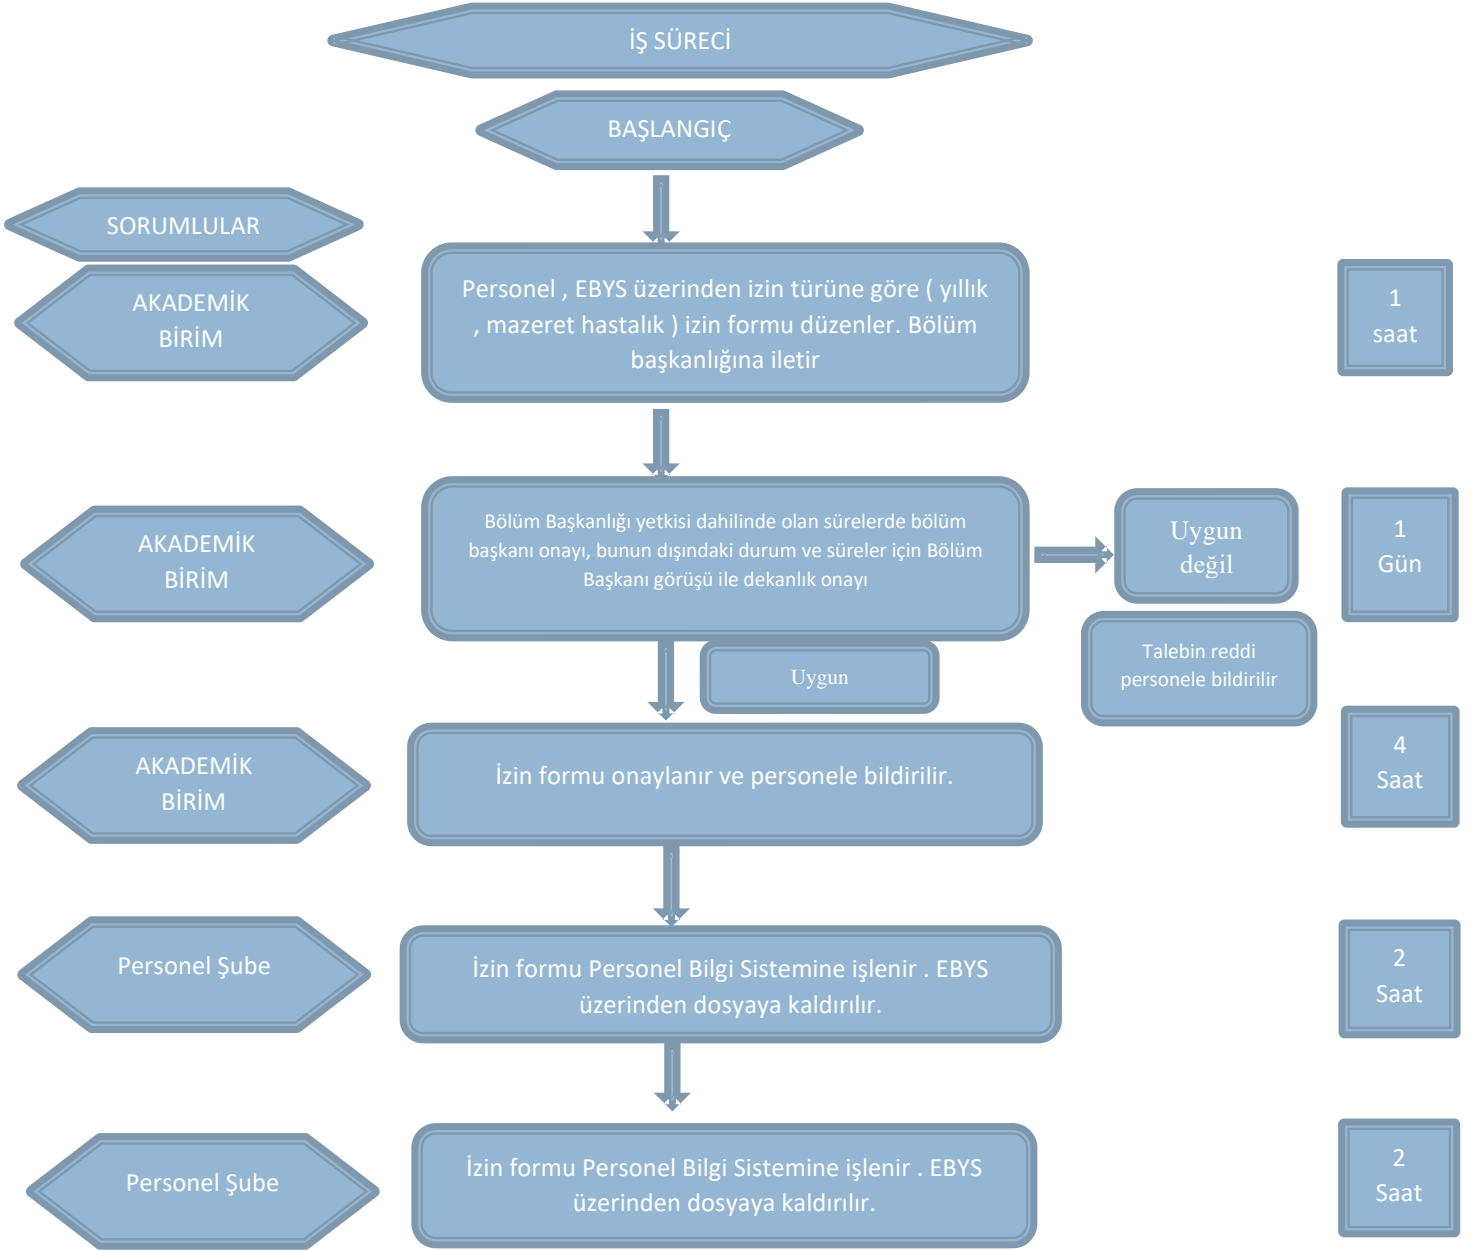 İŞ SÜRECİ
BAŞLANGIÇ
SORUMLULAR
AKADEMİK
BİRİM
Personel , EBYS üzerinden izin türüne göre ( yıllık
, mazeret hastalık ) izin formu düzenler. Bölüm
başkanlığına iletir
1
saat
AKADEMİK
BİRİM
Bölüm Başkanlığı yetkisi dahilinde olan sürelerde bölüm
başkanı onayı, bunun dışındaki durum ve süreler için Bölüm
Başkanı görüşü ile dekanlık onayı
Uygun
değil
1
Gün
Talebin reddi
personele bildirilir
Uygun
AKADEMİK
BİRİM
İzin formu onaylanır ve personele bildirilir.
4
Saat
Personel Şube
İzin formu Personel Bilgi Sistemine işlenir . EBYS
üzerinden dosyaya kaldırılır.
2
Saat
Personel Şube
İzin formu Personel Bilgi Sistemine işlenir . EBYS
üzerinden dosyaya kaldırılır.
2
Saat